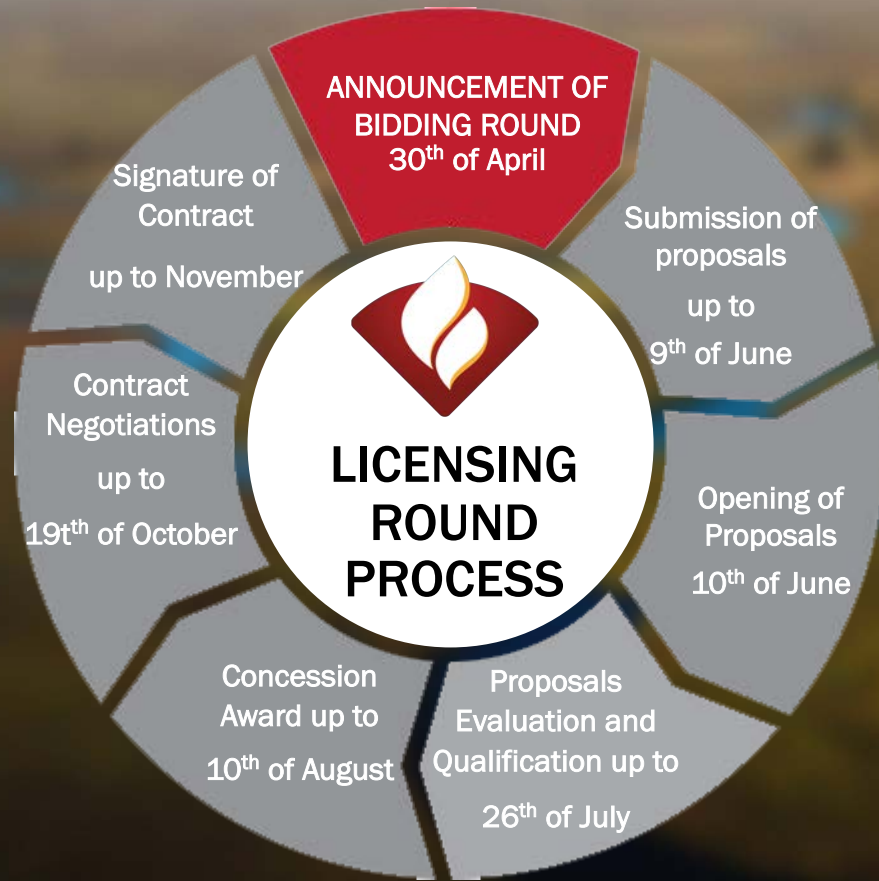 ANNOUNCEMENT OF
BIDDING ROUND
30th of April
Submission of
proposals
up to
9th of June
Opening of
Proposals
10th of June
Proposals
Evaluation and
Qualification up to
26th of July
Concession
Award up to
10th of August
Contract
Negotiations
up to
19tth of October
Signature of
Contract
up to November
LICENSING
ROUND
PROCESS